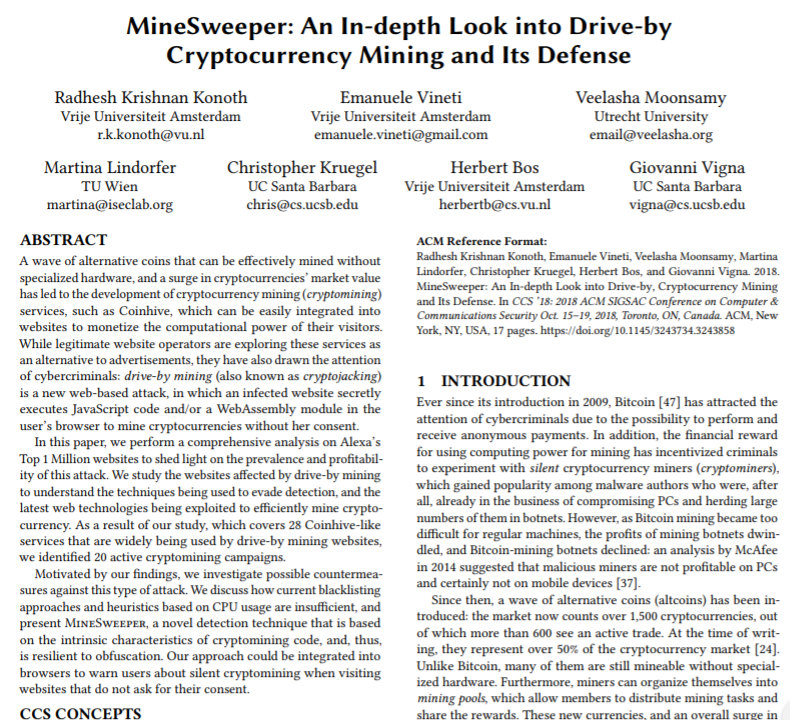 MineSweeper: An In-depth Look into Drive-by
Cryptocurrency Mining and Its Defense
Radhesh Krishnan Konoth
Vrije Universiteit Amsterdam
r.k.konoth@vu.nl
Emanuele Vineti
Vrije Universiteit Amsterdam
emanuele.vineti@gmail.com
Veelasha Moonsamy
Utrecht University
email@veelasha.org
Martina Lindorfer
TU Wien
martina@iseclab.org
Christopher Kruegel
UC Santa Barbara
chris@cs.ucsb.edu
Herbert Bos
Vrije Universiteit Amsterdam
herbertb@cs.vu.nl
Giovanni Vigna
UC Santa Barbara
vigna@cs.ucsb.edu
ABSTRACT
A wave of alternative coins that can be effectively mined without
specialized hardware, and a surge in cryptocurrencies' market value
has led to the development of cryptocurrency mining (cryptomining)
services, such as Coinhive, which can be easily integrated into
websites to monetize the computational power of their visitors.
While legitimate website operators are exploring these services as
an alternative to advertisements, they have also drawn the attention
of cybercriminals: drive-by mining (also known as cryptojacking)
is a new web-based attack, in which an infected website secretly
executes JavaScript code and/or a WebAssembly module in the
user's browser to mine cryptocurrencies without her consent.
In this paper, we perform a comprehensive analysis on Alexa's
Top 1 Million websites to shed light on the prevalence and profitabil-
ity of this attack. We study the websites affected by drive-by mining
to understand the techniques being used to evade detection, and the
latest web technologies being exploited to efficiently mine crypto-
currency. As a result of our study, which covers 28 Coinhive-like
services that are widely being used by drive-by mining websites,
we identified 20 active cryptomining campaigns.
Motivated by our findings, we investigate possible countermea-
sures against this type of attack. We discuss how current blacklisting
approaches and heuristics based on CPU usage are insufficient, and
present MineSweeper, a novel detection technique that is based
on the intrinsic characteristics of cryptomining code, and, thus,
is resilient to obfuscation. Our approach could be integrated into
browsers to warn users about silent cryptomining when visiting
websites that do not ask for their consent.
CCS CONCEPTS
ACM Reference Format:
Radhesh Krishnan Konoth, Emanuele Vineti, Veelasha Moonsamy, Martina
Lindorfer, Christopher Kruegel, Herbert Bos, and Giovanni Vigna. 2018.
MineSweeper: An In-depth Look into Drive-by, Cryptocurrency Mining
and Its Defense. In CCS '18: 2018 ACM SIGSAC Conference on Computer &
Communications Security Oct. 15–19, 2018, Toronto, ON, Canada. ACM, New
York, NY, USA, 17 pages. https://doi.org/10.1145/3243734.3243858
1 INTRODUCTION
Ever since its introduction in 2009, Bitcoin [47] has attracted the
attention of cybercriminals due to the possibility to perform and
receive anonymous payments. In addition, the financial reward
for using computing power for mining has incentivized criminals
to experiment with silent cryptocurrency miners (cryptominers),
which gained popularity among malware authors who were, after
all, already in the business of compromising PCs and herding large
numbers of them in botnets. However, as Bitcoin mining became too
difficult for regular machines, the profits of mining botnets dwin-
dled, and Bitcoin-mining botnets declined: an analysis by McAfee
in 2014 suggested that malicious miners are not profitable on PCs
and certainly not on mobile devices [37].
Since then, a wave of alternative coins (altcoins) has been in-
troduced: the market now counts over 1,500 cryptocurrencies, out
of which more than 600 see an active trade. At the time of writ-
ing, they represent over 50% of the cryptocurrency market [24].
Unlike Bitcoin, many of them are still mineable without special-
ized hardware. Furthermore, miners can organize themselves into
mining pools, which allow members to distribute mining tasks and
share the rewards. These new currencies, and an overall surge in